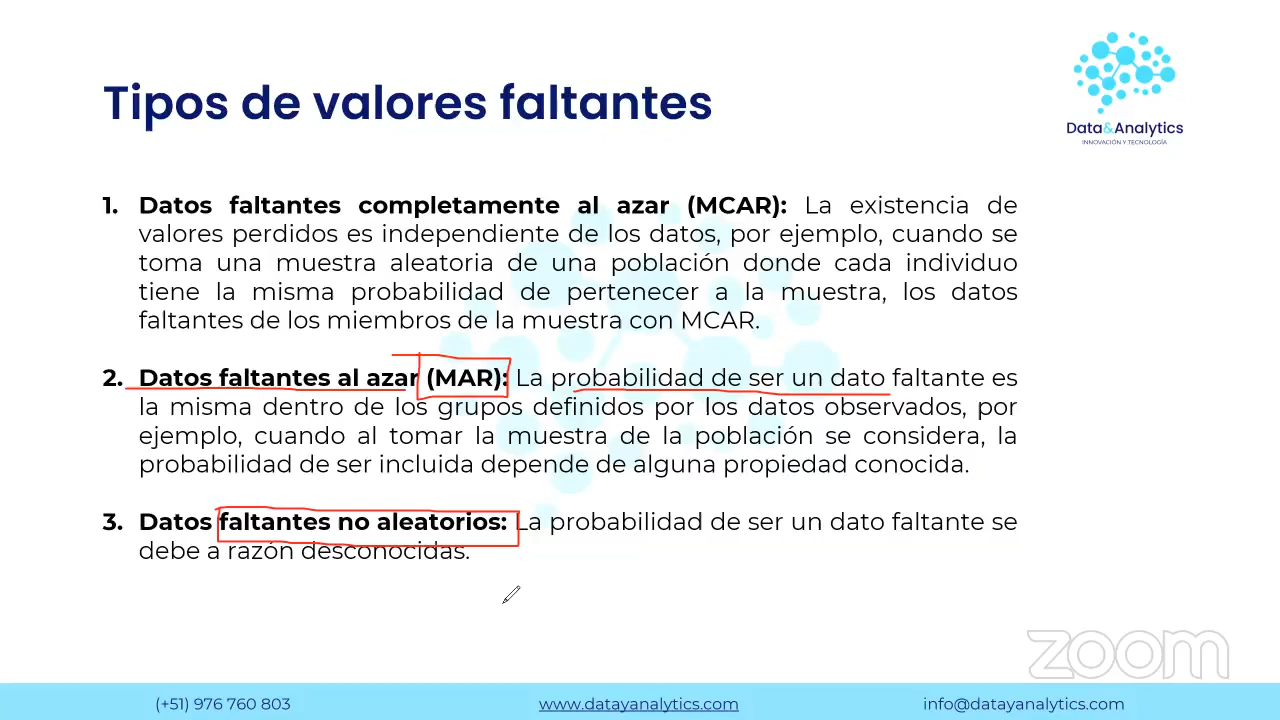 Tipos de valores faltantes
Data&Analytics
INNOVACIÓN Y TECNOLOGÍA
1. Datos faltantes completamente al azar (MCAR): La existencia de
valores perdidos es independiente de los datos, por ejemplo, cuando se
toma una muestra aleatoria de una población donde cada individuo
tiene la misma probabilidad de pertenecer a la muestra, los datos
faltantes de los miembros de la muestra con MCAR.
2. Datos faltantes al azar (MAR): La probabilidad de ser un dato faltante es
la misma dentro de los grupos definidos por los datos observados, por
ejemplo, cuando al tomar la muestra de la población se considera, la
probabilidad de ser incluida depende de alguna propiedad conocida.
3. Datos faltantes no aleatorios: La probabilidad de ser un dato faltante se
debe a razón desconocidas.
zoom
(+51) 976 760 803
www.datayanalytics.com
info@datayanalytics.com